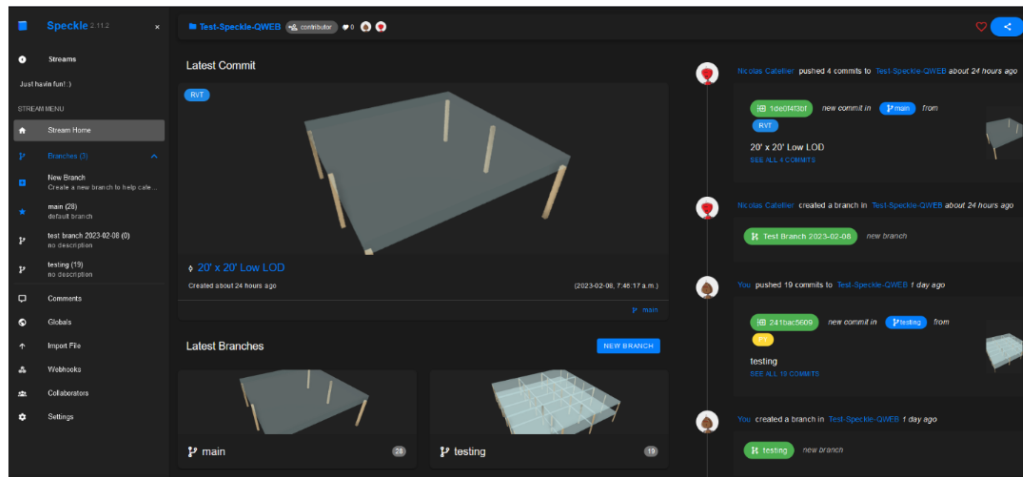 Speckle 2.11.2
×
Streams
Just havin fun! :)
STREAM MENU
Stream Home
Branches (3)
New Branch
Create a new branch to help cate...
main (28)
default branch
test branch 2023-02-08 (0)
no description
testing (19)
no description
Comments
Globals
Import File
Webhooks
Collaborators
Settings
Test-Speckle-QWEB contributor 0
Latest Commit
RVT
20' x 20' Low LOD
Created about 24 hours ago
(2023-02-08, 7:46:17 a.m.)
main
Latest Branches
NEW BRANCH
main
28
testing
19
Nicolas Catellier pushed 4 commits to Test-Speckle-QWEB about 24 hours ago
1de0f4f3bf new commit in main from
RVT
20' x 20' Low LOD
SEE ALL 4 COMMITS
Nicolas Catellier created a branch in Test-Speckle-QWEB about 24 hours ago
Test Branch 2023-02-08 new branch
You pushed 19 commits to Test-Speckle-QWEB 1 day ago
241bac5609 new commit in testing from
PY
testing
SEE ALL 19 COMMITS
You created a branch in Test-Speckle-QWEB 1 day ago
testing new branch